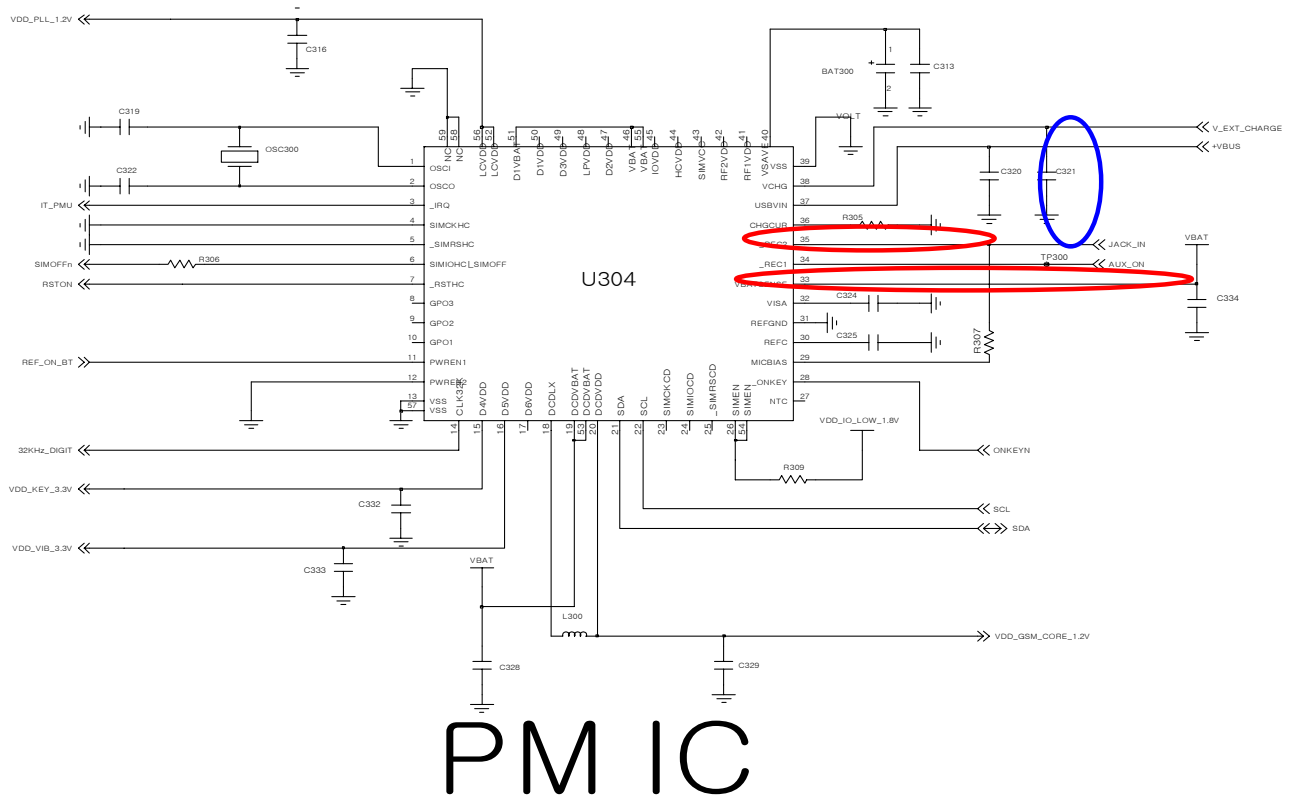 VDD_PLL_1.2V
C316
BAT300
+
1
2
C313
C319
OSC300
C322
VOLT
V_EXT_CHARGE
+VBUS
C320
C321
59
58
56
52
51
50
49
48
47
46
55
45
44
43
42
41
40
NC
NC
LCVDD
LCVDD
D1VBAT
D1VDD
D3VDD
LPVDD
D2VDD
VBAT
VBAT
IOVDD
HCVDD
SIMVCC
RF2VDD
RF1VDD
VSAVE
1
OSCI
2
OSCO
IT_PMU
3
_IRQ
4
SIMCKHC
5
_SIMRSHC
SIMOFFn
R306
6
SIMIOHCI_SIMOFF
RSTON
7
_RSTHC
8
GPO3
9
GPO2
10
GPO1
REF_ON_BT
11
PWREN1
12
13
VSS
57
VSS
U304
VSS
39
VCHG
38
USBVIN
37
CHGCUR
36
R305
35
JACK_IN
_REC1
34
TP300
AUX_ON
VBAT
33
C334
VISA
32
C324
REFGND
31
REFC
30
C325
R307
MICBIAS
29
_ONKEY
28
NTC
27
CLK32K
D4VDD
D5VDD
D6VDD
DCDLX
DCDVBAT
DCDVBAT
DCDVDD
SDA
SCL
SIMCKCD
SIMIOCD
_SIMRSCD
SIMEN
SIMEN
14
15
16
17
18
19
53
20
21
22
23
24
25
26
54
VDD_IO_LOW_1.8V
R309
32KHz_DIGIT
ONKEYN
VDD_KEY_3.3V
C332
SCL
SDA
VDD_VIB_3.3V
C333
VBAT
L300
VDD_GSM_CORE_1.2V
C328
C329
PM IC